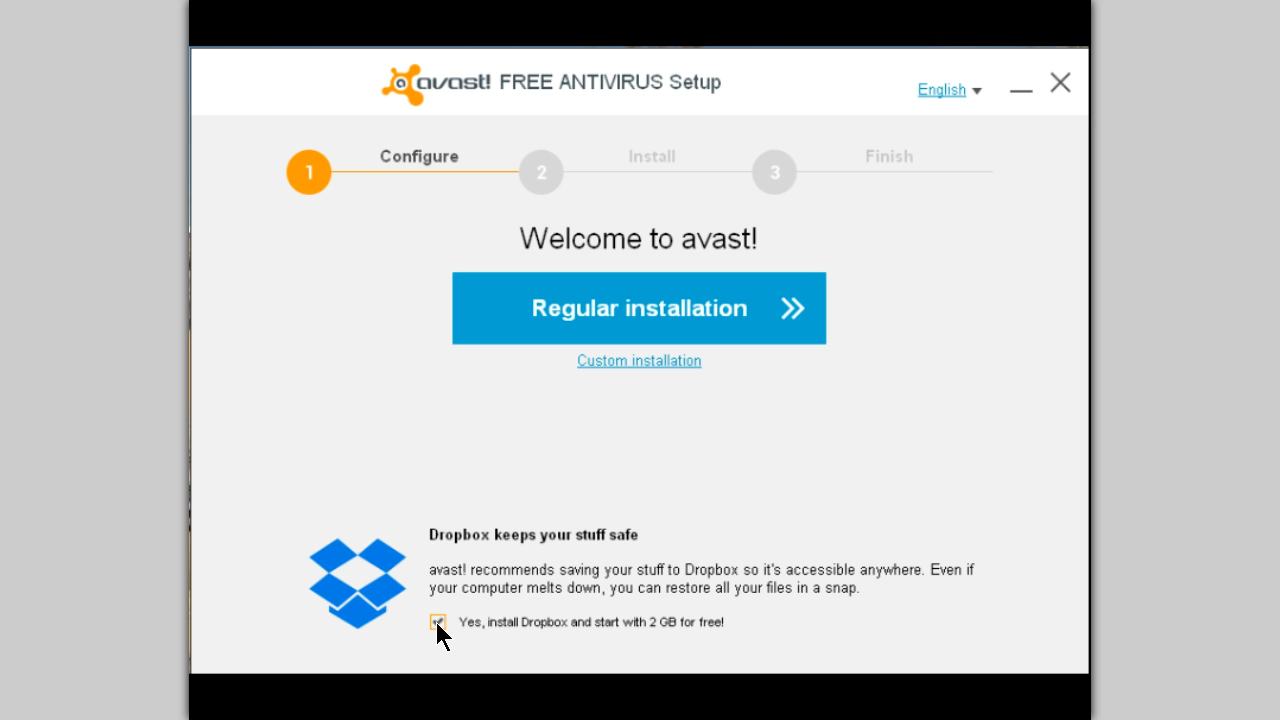 avast! FREE ANTIVIRUS Setup
English
1 Configure 2 Install 3 Finish
Welcome to avast!
Regular installation
Custom installation
Dropbox keeps your stuff safe
avast! recommends saving your stuff to Dropbox so it's accessible anywhere. Even if
your computer melts down, you can restore all your files in a snap.
Yes, install Dropbox and start with 2 GB for free!